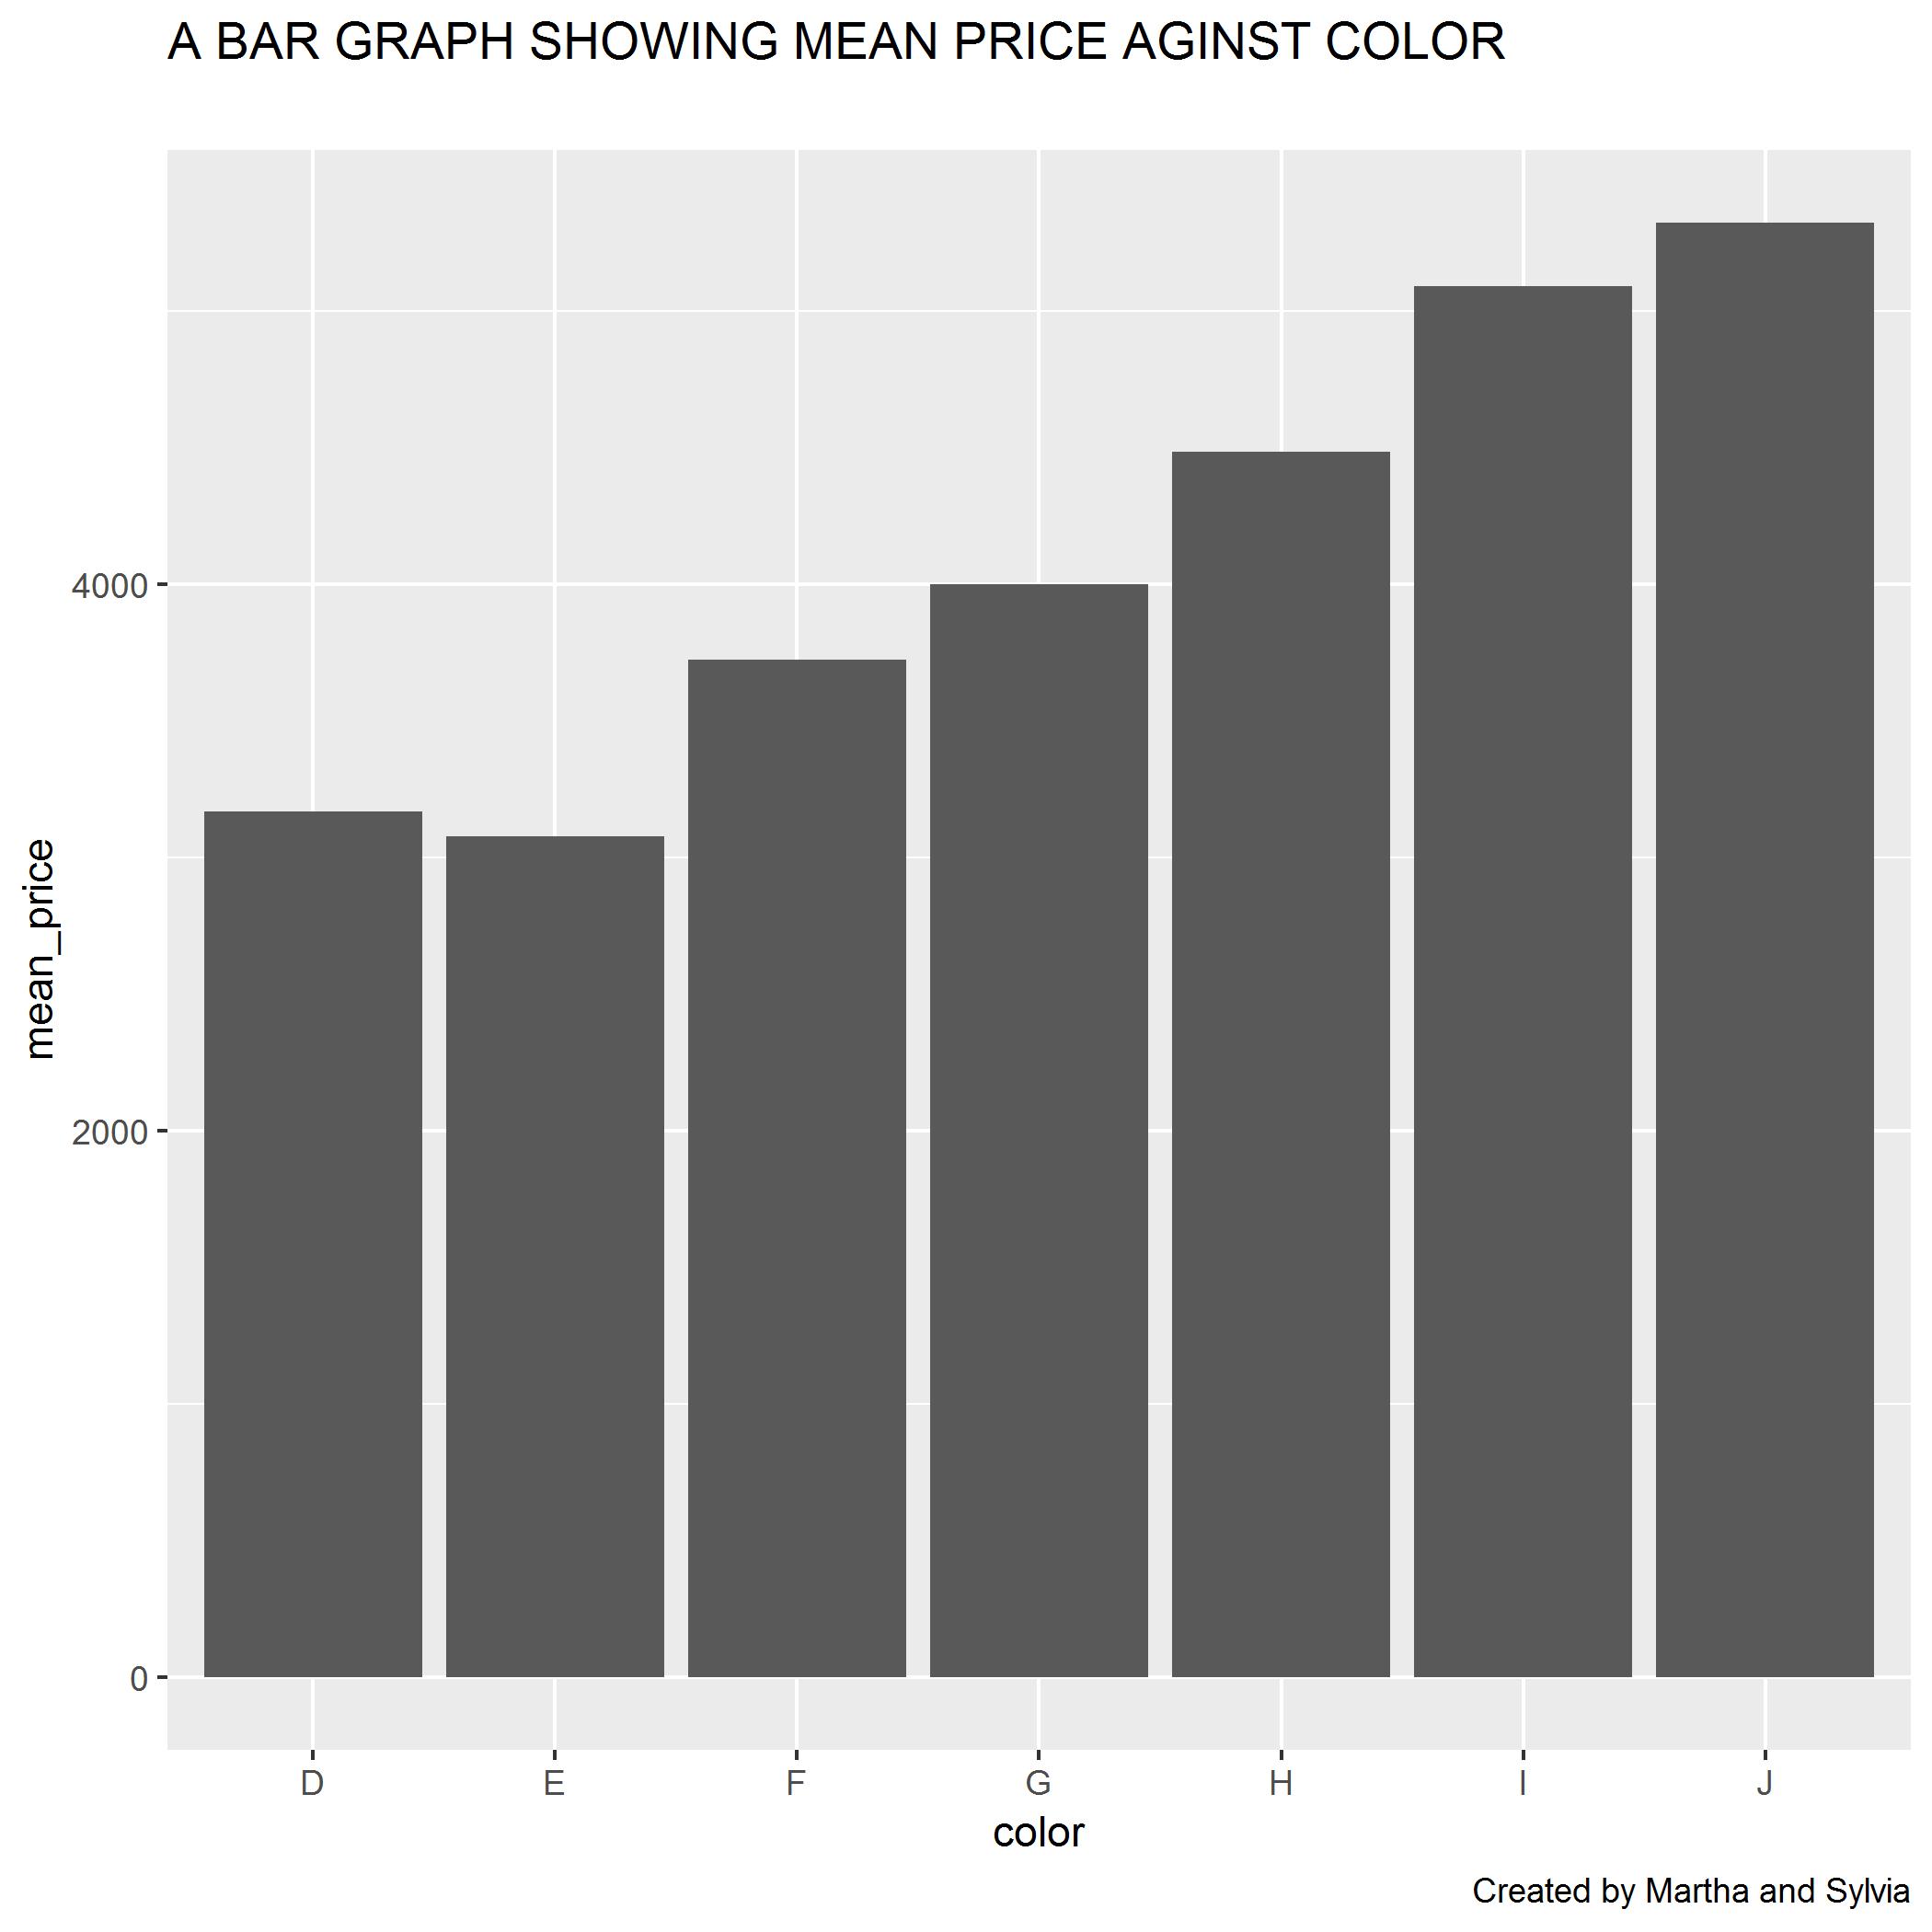 A BAR GRAPH SHOWING MEAN PRICE AGINST COLOR
mean_price
4000
2000
0
D E F G H I J
color
Created by Martha and Sylvia